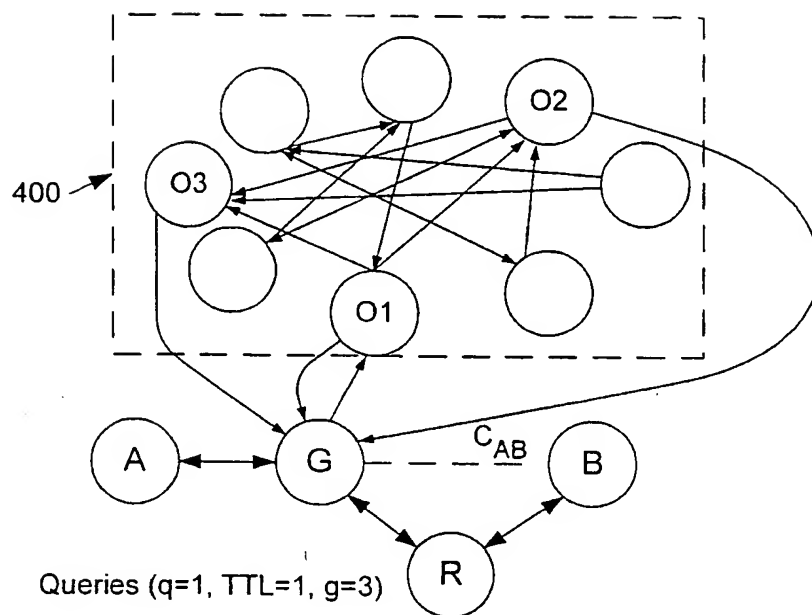 O2
O3
400
O1
C_AB
A
G
B
R
Queries (q=1, TTL=1, g=3)